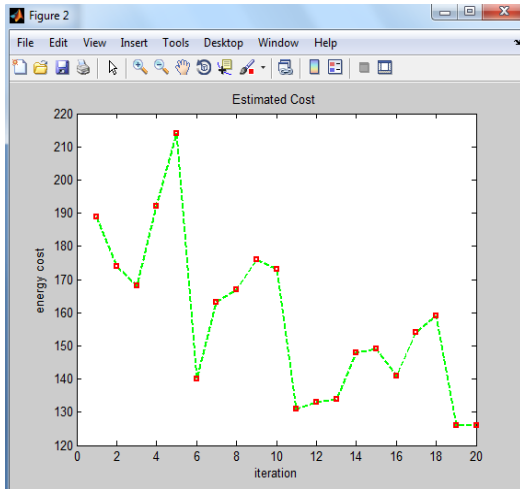 Figure 2
File Edit View Insert Tools Desktop Window Help
Estimated Cost
220
210
200
190
180
170
160
150
140
130
120
energy cost
0 2 4 6 8 10 12 14 16 18 20
iteration